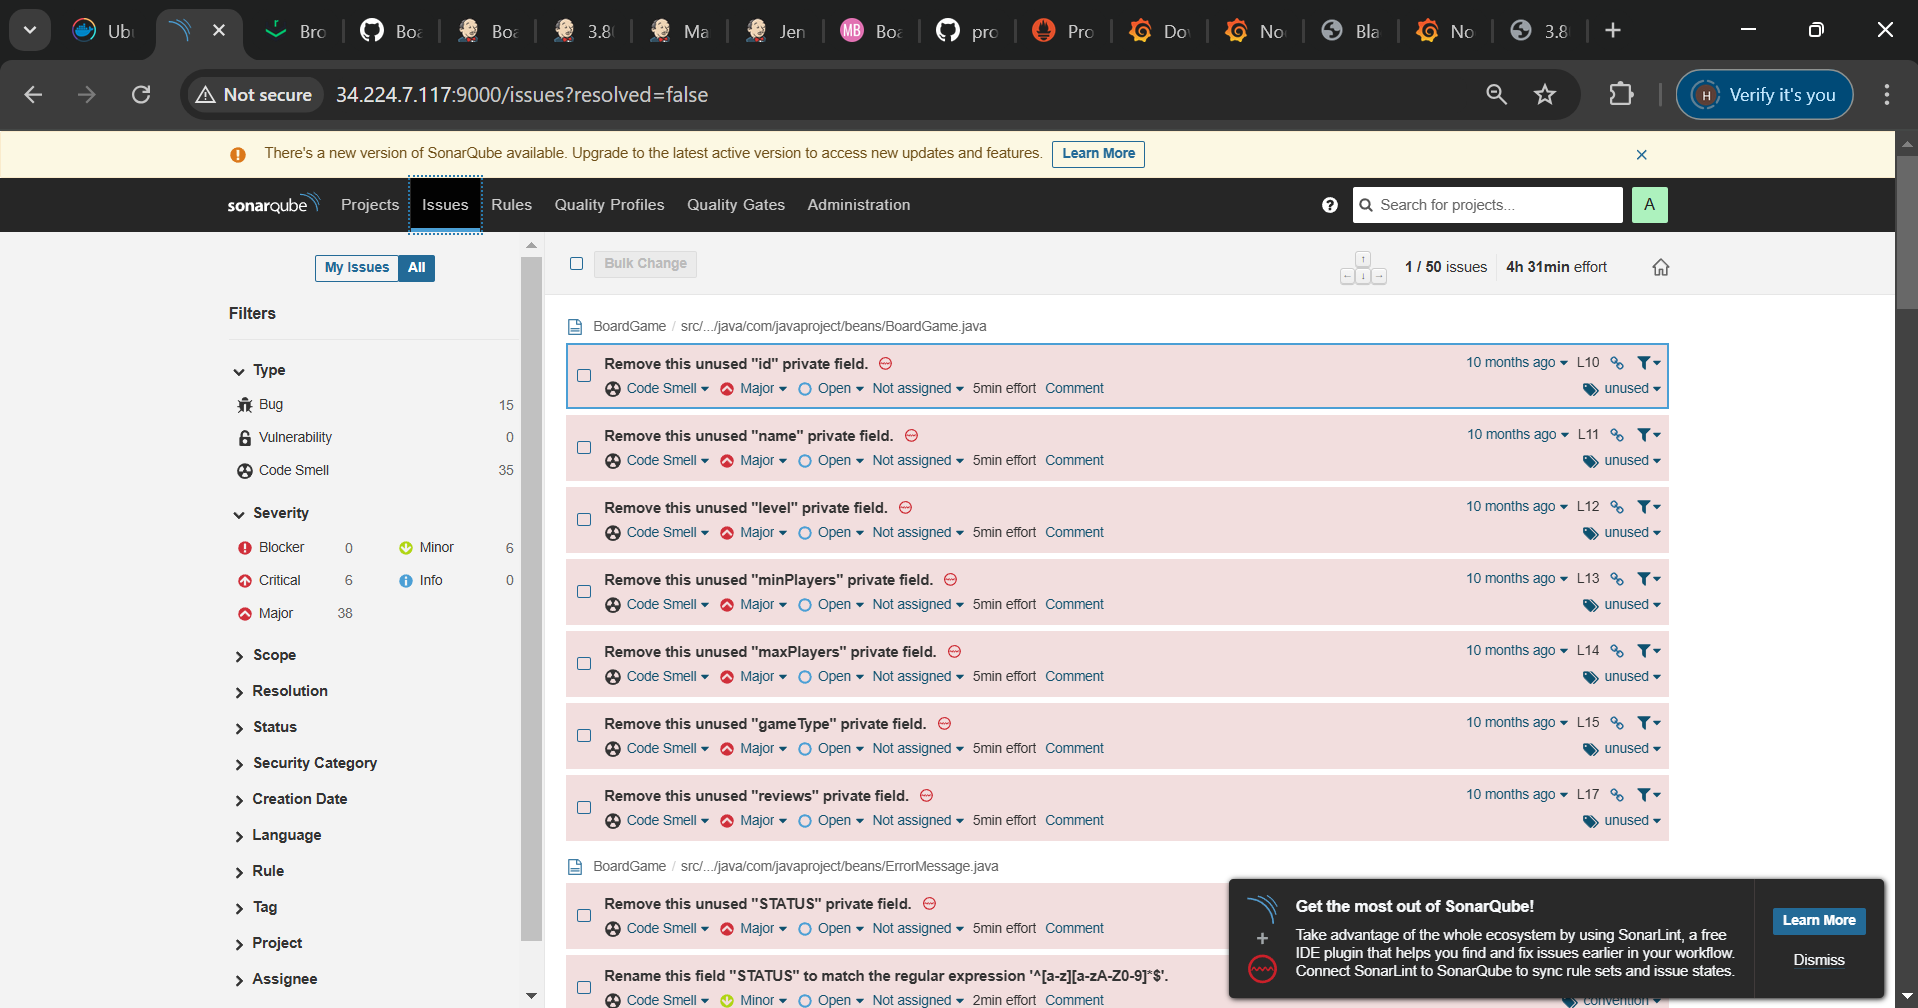 Ubu
Bro
Boa
Boa
3.80
Ma
Jen
MB Boa
pro
Pro
Do
No
Bla
No
3.8
Not secure 34.224.7.117:9000/issues?resolved=false
H Verify it's you
There's a new version of SonarQube available. Upgrade to the latest active version to access new updates and features. Learn More
sonarqube Projects Issues Rules Quality Profiles Quality Gates Administration
? Search for projects... A
My Issues All
Bulk Change
1 / 50 issues 4h 31min effort
Filters
Type
Bug 15
Vulnerability 0
Code Smell 35
Severity
Blocker 0 Minor 6
Critical 6 Info 0
Major 38
Scope
Resolution
Status
Security Category
Creation Date
Language
Rule
Tag
Project
Assignee
BoardGame / src/.../java/com/javaproject/beans/BoardGame.java
Remove this unused "id" private field. 10 months ago L10
Code Smell Major Open Not assigned 5min effort Comment unused
Remove this unused "name" private field. 10 months ago L11
Code Smell Major Open Not assigned 5min effort Comment unused
Remove this unused "level" private field. 10 months ago L12
Code Smell Major Open Not assigned 5min effort Comment unused
Remove this unused "minPlayers" private field. 10 months ago L13
Code Smell Major Open Not assigned 5min effort Comment unused
Remove this unused "maxPlayers" private field. 10 months ago L14
Code Smell Major Open Not assigned 5min effort Comment unused
Remove this unused "gameType" private field. 10 months ago L15
Code Smell Major Open Not assigned 5min effort Comment unused
Remove this unused "reviews" private field. 10 months ago L17
Code Smell Major Open Not assigned 5min effort Comment unused
BoardGame / src/.../java/com/javaproject/beans/ErrorMessage.java
Remove this unused "STATUS" private field.
Code Smell Major Open Not assigned 5min effort Comment
Rename this field "STATUS" to match the regular expression '^[a-z][a-zA-Z0-9]*$'.
Code Smell Minor Open Not assigned 2min effort Comment convention
Get the most out of SonarQube!
Take advantage of the whole ecosystem by using SonarLint, a free
IDE plugin that helps you find and fix issues earlier in your workflow.
Connect SonarLint to SonarQube to sync rule sets and issue states.
Learn More
Dismiss